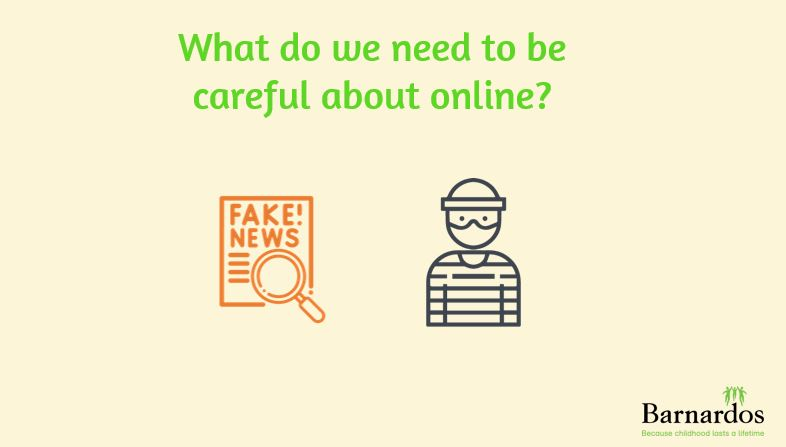 What do we need to be
careful about online?
FAKE!
NEWS
Barnardos
Because childhood lasts a lifetime